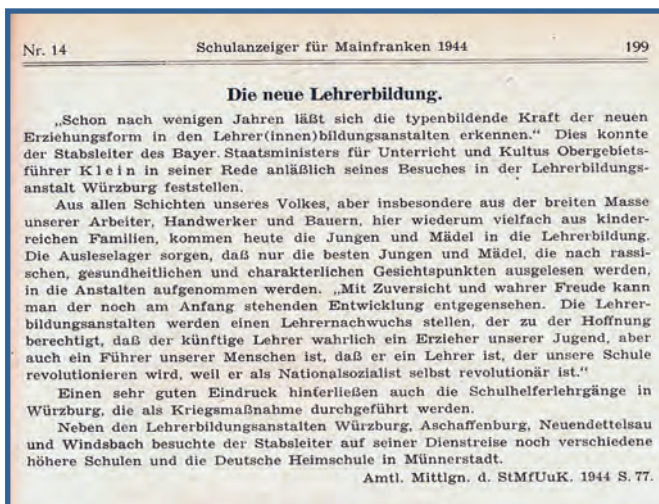 Nr. 14 Schulanzeiger für Mainfranken 1944 199
Die neue Lehrerbildung.
„Schon nach wenigen Jahren läßt sich die typenbildende Kraft der neuen
Erziehungsform in den Lehrer(innen)bildungsanstalten erkennen.“ Dies konnte
der Stabsleiter des Bayer. Staatsministers für Unterricht und Kultus Obergebiets-
führer Klein in seiner Rede anläßlich seines Besuches in der Lehrerbildungs-
anstalt Würzburg feststellen.
Aus allen Schichten unseres Volkes, aber insbesondere aus der breiten Masse
unserer Arbeiter, Handwerker und Bauern, hier wiederum vielfach aus kinder-
reichen Familien, kommen heute die Jungen und Mädel in die Lehrerbildung.
Die Ausleselager sorgen, daß nur die besten Jungen und Mädel, die nach rassi-
schen, gesundheitlichen und charakterlichen Gesichtspunkten ausgelesen werden,
in die Anstalten aufgenommen werden. „Mit Zuversicht und wahrer Freude kann
man der noch am Anfang stehenden Entwicklung entgegensehen. Die Lehrer-
bildungsanstalten werden einen Lehrernachwuchs stellen, der zu der Hoffnung
berechtigt, daß der künftige Lehrer wahrlich ein Erzieher unserer Jugend, aber
auch ein Führer unserer Menschen ist, daß er ein Lehrer ist, der unsere Schule
revolutionieren wird, weil er als Nationalsozialist selbst revolutionär ist.“
Einen sehr guten Eindruck hinterließen auch die Schulhelferlehrgänge in
Würzburg, die als Kriegsmaßnahme durchgeführt werden.
Neben den Lehrerbildungsanstalten Würzburg, Aschaffenburg, Neuendettelsau
und Windsbach besuchte der Stabsleiter auf seiner Dienstreise noch verschiedene
höhere Schulen und die Deutsche Heimschule in Münnerstadt.
Amtl. Mittlgn. d. StMfUuK. 1944 S. 77.